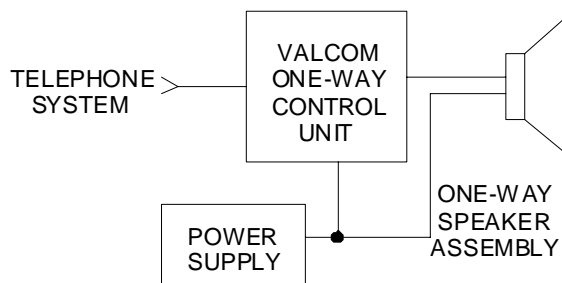 TELEPHONE
SYSTEM
VALCOM
ONE-WAY
CONTROL
UNIT
POWER
SUPPLY
ONE-WAY
SPEAKER
ASSEMBLY